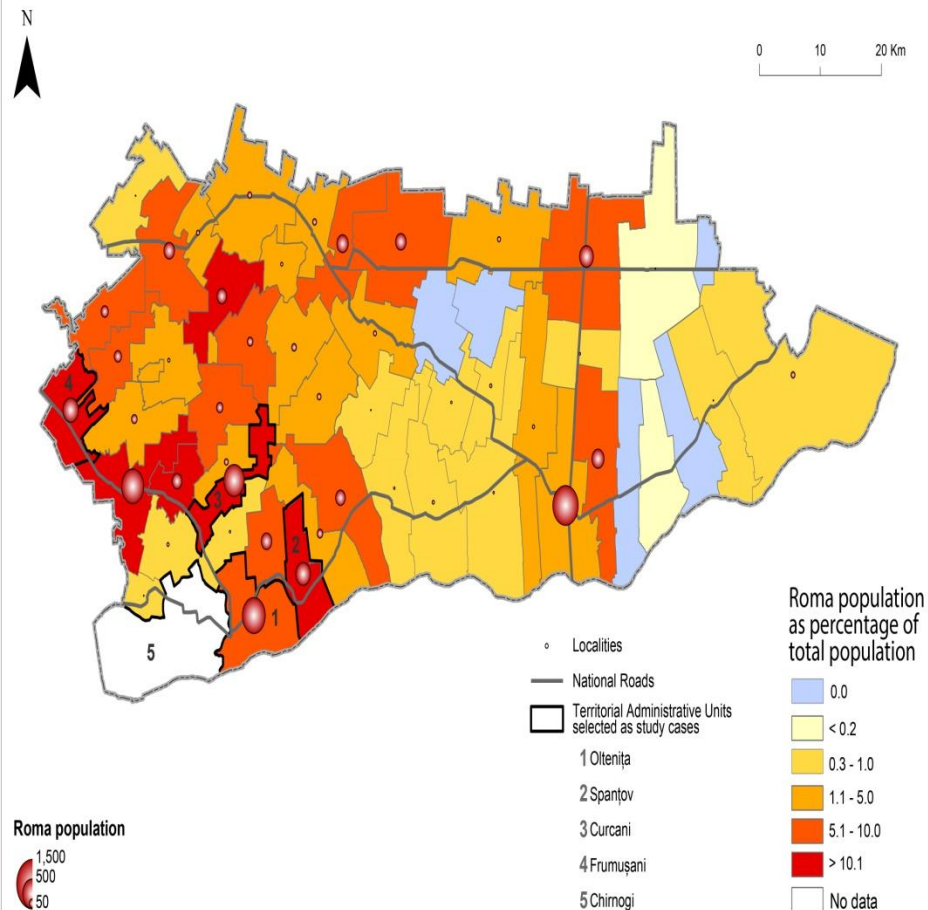 N
0 10 20 Km
4
3
2
1
5
Localities
National Roads
Territorial Administrative Units
selected as study cases
1 Oltenița
2 Spanțov
3 Curcani
4 Frumușani
5 Chirnogi
Roma population
as percentage of
total population
0.0
< 0.2
0.3 - 1.0
1.1 - 5.0
5.1 - 10.0
> 10.1
No data
Roma population
1,500
500
50